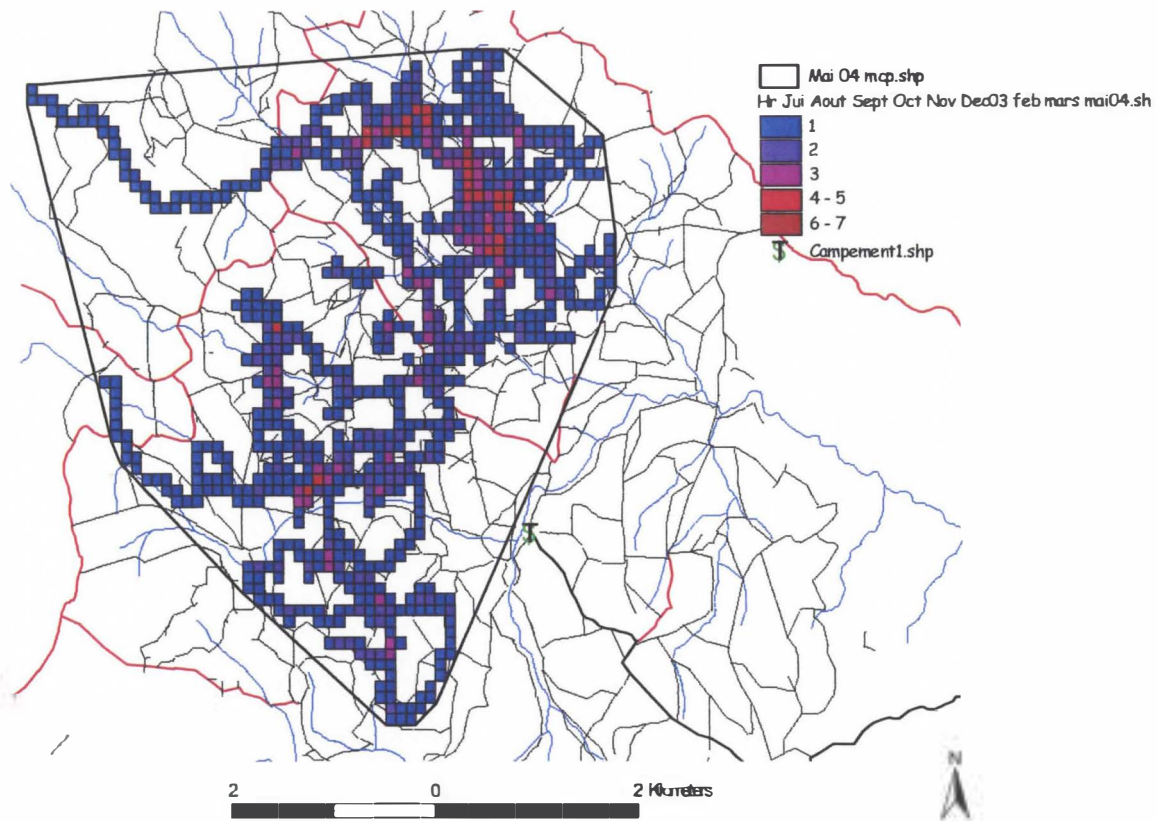 Mai 04 mcp.shp
Hr Jui Aout Sept Oct Nov Dec03 feb mars mai04.sh
1
2
3
4 - 5
6 - 7
Campement1.shp
2 0 2 Kilometers
N